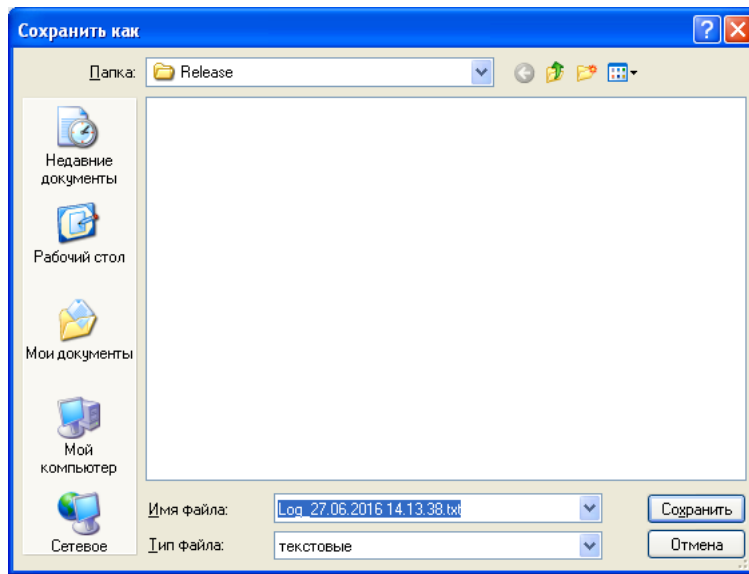 Сохранить как
Папка: Release
Недавние
документы
Рабочий стол
Мои документы
Мой
компьютер
Сетевое
Имя файла: Log_27.06.2016 14.13.38.txt Сохранить
Тип файла: текстовые Отмена